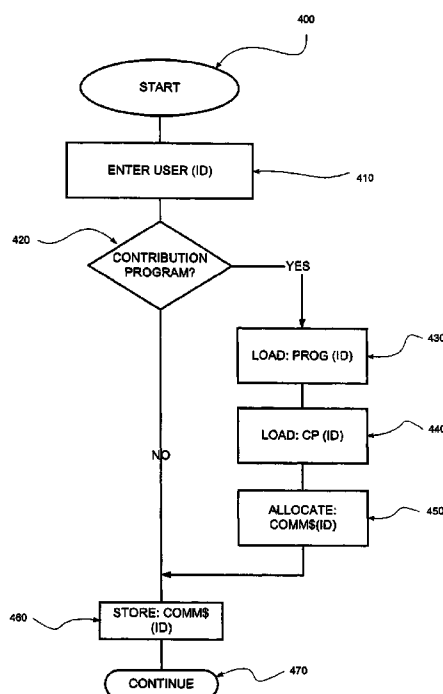 400
START
ENTER USER (ID)
410
420
CONTRIBUTION
PROGRAM?
YES
430
LOAD: PROG (ID)
440
LOAD: CP (ID)
450
ALLOCATE:
COMM$(ID)
NO
460
STORE: COMM$
(ID)
CONTINUE
470